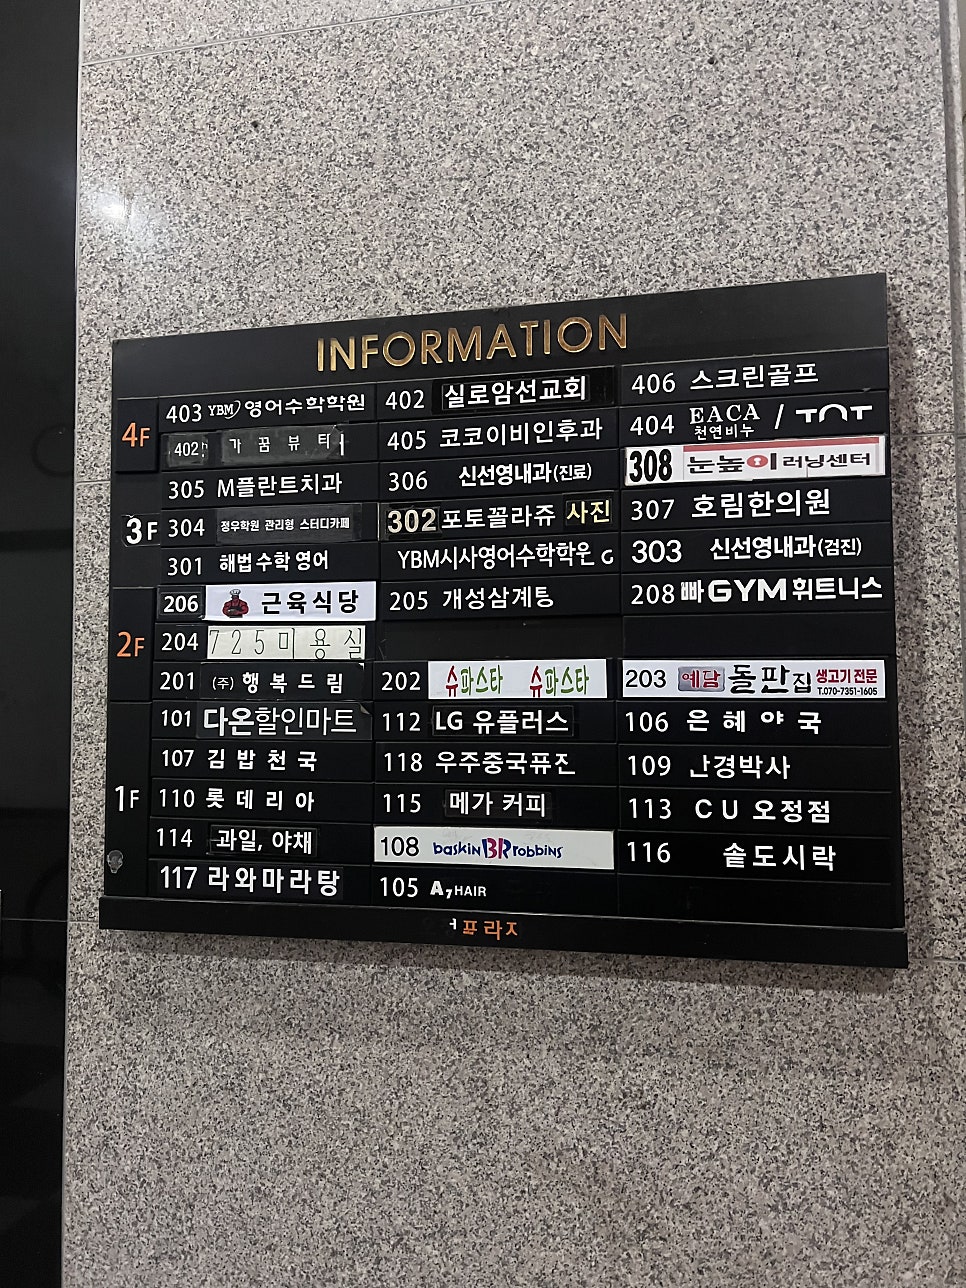 INFORMATION
4F
403 YBM 영어수학학원
402 실로암선교회
406 스크린골프
402 가 꿈 뷰 티
405 코코이비인후과
404 EACA 천연비누 / TNT
3F
308 눈높이러닝센터
305 M플란트치과
306 신선영내과(진료)
307 호림한의원
304 정우학원 관리형 스터디카페
302 포토꼴라쥬 사진
303 신선영내과(검진)
301 해법수학영어
YBM시사영어수학학운 G
2F
206 근육식당
205 개성삼계탕
208 빠GYM휘트니스
204 725미용실
201 (주)행복드림
202 슈파스타 슈파스타
203 예담 돌판집 생고기 전문
T.070-7351-1605
1F
101 다온할인마트
112 LG 유플러스
106 은혜야국
107 김밥천국
118 우주중국퓨진
109 난경박사
110 롯데리아
115 메가 커피
113 CU 오정점
114 과일, 야채
108 baskin BR robbins
116 솥도시락
117 라와마라탕
105 A7HAIR
프라